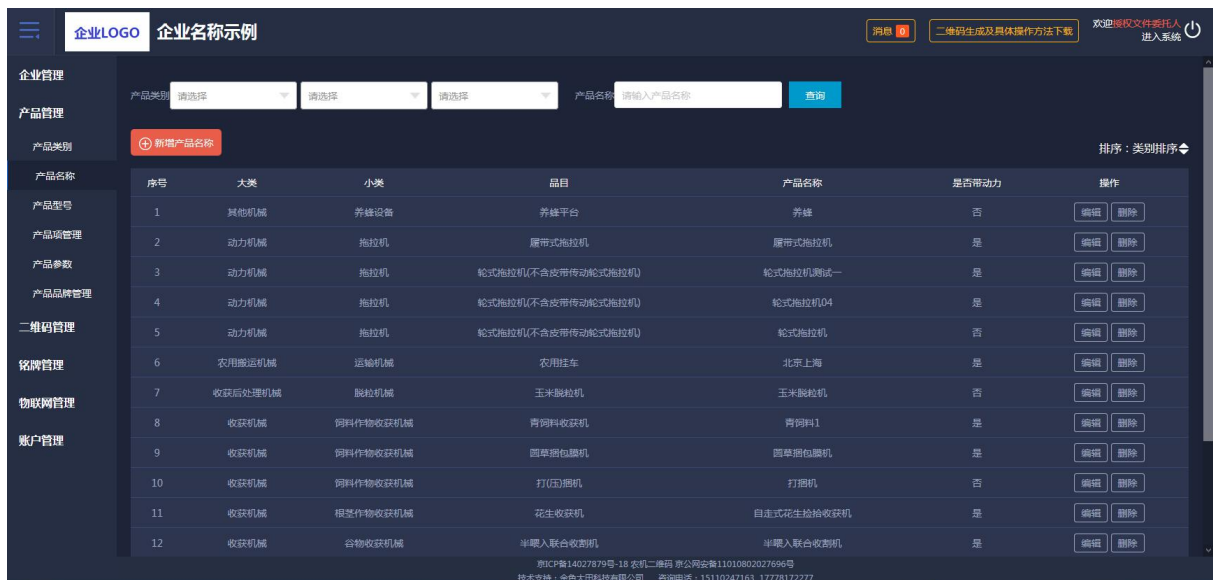 企业LOGO 企业名称示例 消息 0 二维码生成及具体操作方法下载 欢迎授权文件委托人
进入系统
企业管理
产品管理
产品类别
产品名称
产品型号
产品项管理
产品参数
产品品牌管理
二维码管理
铭牌管理
物联网管理
账户管理
产品类别 请选择 请选择 请选择 产品名称 请输入产品名称 查询
新增产品名称
排序：类别排序
序号 大类 小类 品目 产品名称 是否带动力 操作
1 其他机械 养蜂设备 养蜂平台 养蜂 否 编辑 删除
2 动力机械 拖拉机 履带式拖拉机 履带式拖拉机 是 编辑 删除
3 动力机械 拖拉机 轮式拖拉机(不含皮带传动轮式拖拉机) 轮式拖拉机测试一 是 编辑 删除
4 动力机械 拖拉机 轮式拖拉机(不含皮带传动轮式拖拉机) 轮式拖拉机04 是 编辑 删除
5 动力机械 拖拉机 轮式拖拉机(不含皮带传动轮式拖拉机) 轮式拖拉机 否 编辑 删除
6 农用搬运机械 运输机械 农用挂车 北京上海 是 编辑 删除
7 收获后处理机械 脱粒机械 玉米脱粒机 玉米脱粒机 否 编辑 删除
8 收获机械 饲料作物收获机械 青饲料收获机 青饲料1 是 编辑 删除
9 收获机械 饲料作物收获机械 圆草捆包膜机 圆草捆包膜机 是 编辑 删除
10 收获机械 饲料作物收获机械 打(压)捆机 打捆机 否 编辑 删除
11 收获机械 根茎作物收获机械 花生收获机 自走式花生捡拾收获机 是 编辑 删除
12 收获机械 谷物收获机械 半喂入联合收割机 半喂入联合收割机 是 编辑 删除
京ICP备14027879号-18 农机二维码 京公网安备11010802027696号
技术支持：金色大田科技有限公司 咨询电话：15110247163 17778172277